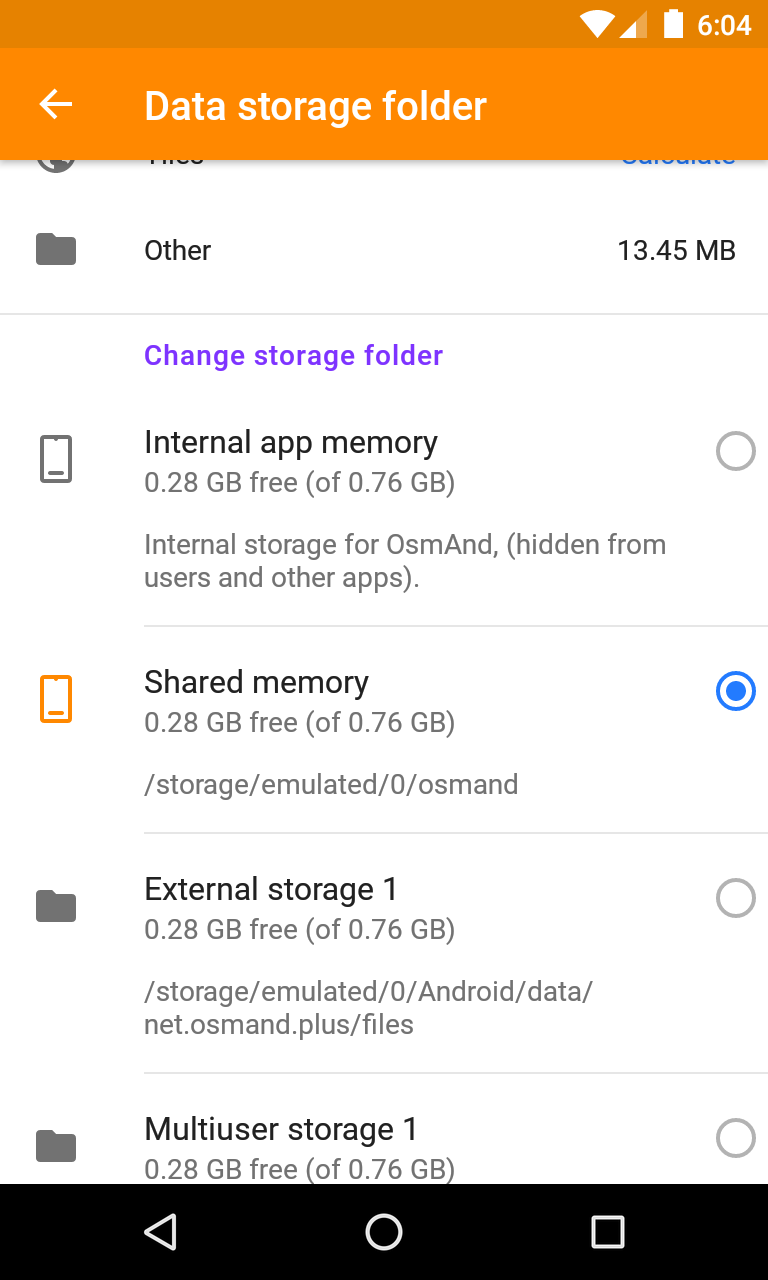 6:04
Data storage folder
Other
13.45 MB
Change storage folder
Internal app memory
0.28 GB free (of 0.76 GB)
Internal storage for OsmAnd, (hidden from
users and other apps).
Shared memory
0.28 GB free (of 0.76 GB)
/storage/emulated/0/osmand
External storage 1
0.28 GB free (of 0.76 GB)
/storage/emulated/0/Android/data/
net.osmand.plus/files
Multiuser storage 1
0.28 GB free (of 0.76 GB)